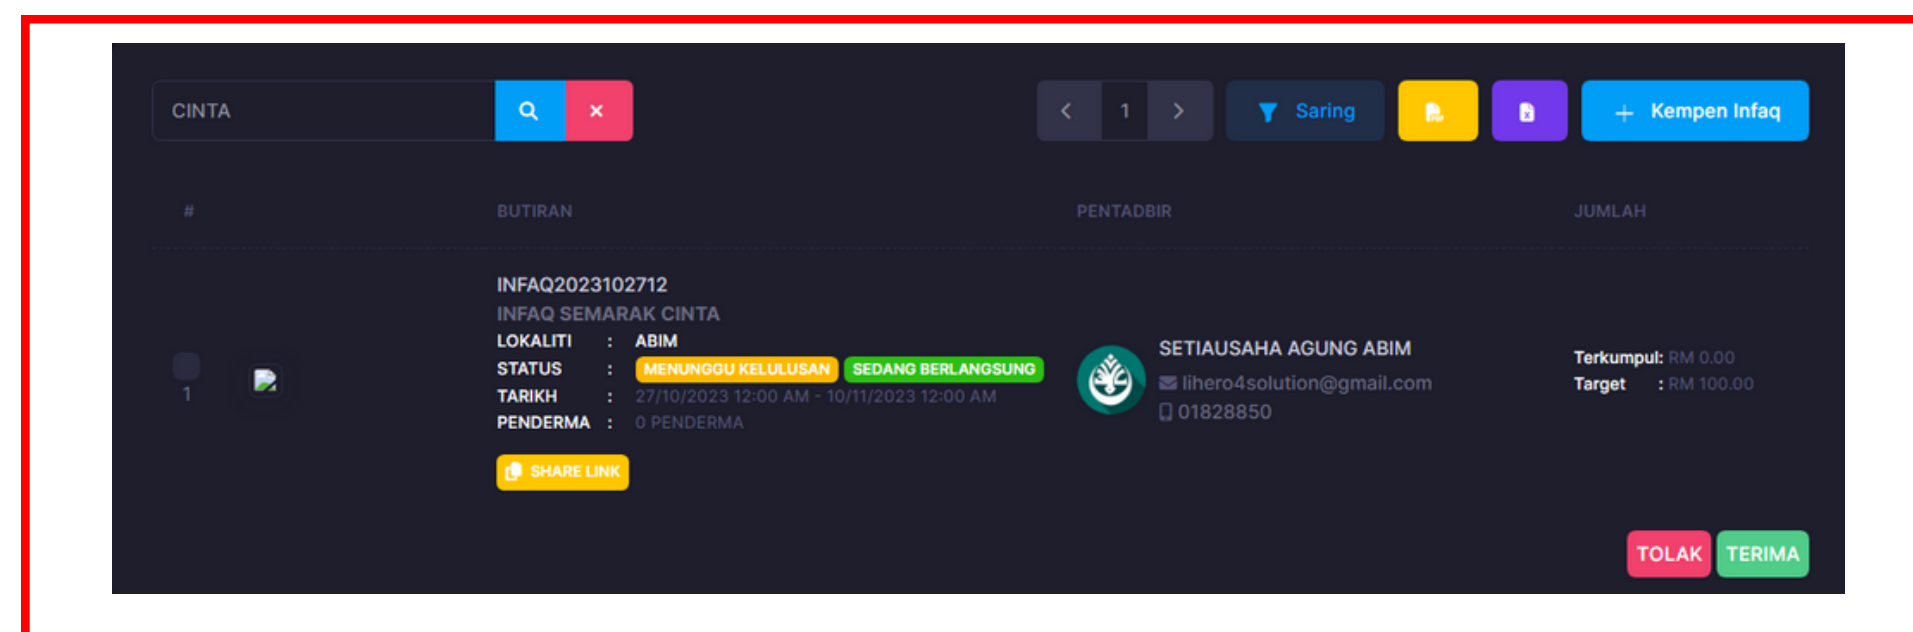 CINTA
< 1 > Saring + Kempen Infaq
# BUTIRAN PENTADBIR JUMLAH
1
INFAQ2023102712
INFAQ SEMARAK CINTA
LOKALITI : ABIM
STATUS : MENUNGGU KELULUSAN SEDANG BERLANGSUNG
TARIKH : 27/10/2023 12:00 AM - 10/11/2023 12:00 AM
PENDERMA : 0 PENDERMA
SHARE LINK
SETIAUSAHA AGUNG ABIM
lihero4solution@gmail.com
01828850
Terkumpul: RM 0.00
Target : RM 100.00
TOLAK TERIMA